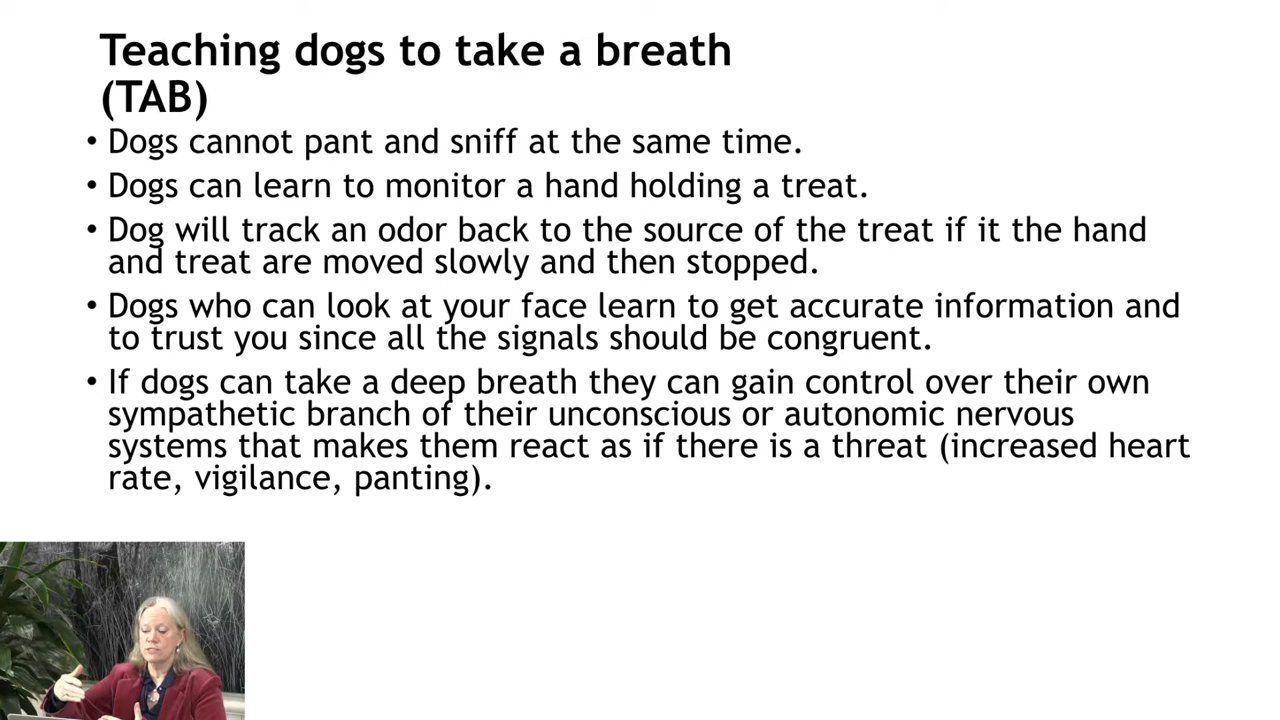 Teaching dogs to take a breath
(TAB)
• Dogs cannot pant and sniff at the same time.
• Dogs can learn to monitor a hand holding a treat.
• Dog will track an odor back to the source of the treat if it the hand
and treat are moved slowly and then stopped.
• Dogs who can look at your face learn to get accurate information and
to trust you since all the signals should be congruent.
• If dogs can take a deep breath they can gain control over their own
sympathetic branch of their unconscious or autonomic nervous
systems that makes them react as if there is a threat (increased heart
rate, vigilance, panting).